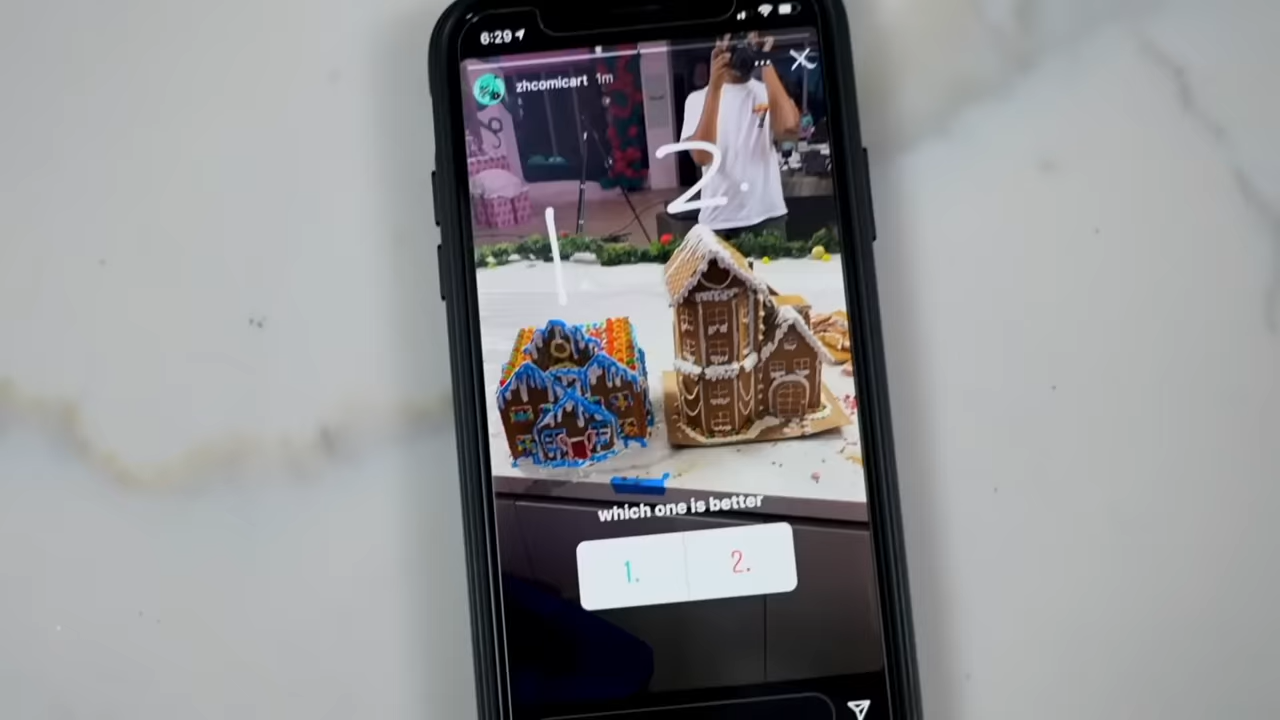 6:29
zhcomicart 1m
2.
1
which one is better
1. 2.